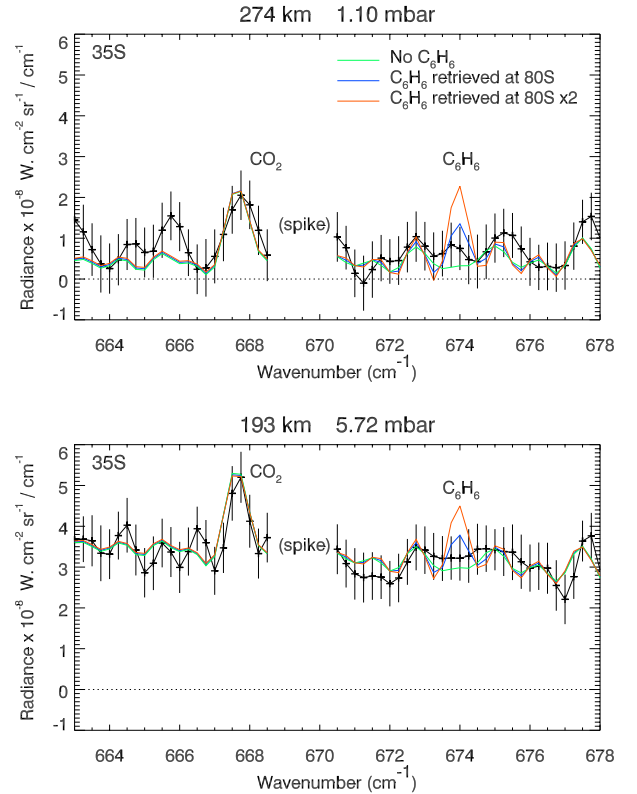 274 km 1.10 mbar
6
5
4
3
2
1
0
-1
Radiance x 10⁻⁸ W. cm⁻² sr⁻¹ / cm⁻¹
35S
No C₆H₆
C₆H₆ retrieved at 80S
C₆H₆ retrieved at 80S x2
CO₂
C₆H₆
(spike)
664 666 668 670 672 674 676 678
Wavenumber (cm⁻¹)
193 km 5.72 mbar
6
5
4
3
2
1
0
-1
Radiance x 10⁻⁸ W. cm⁻² sr⁻¹ / cm⁻¹
35S
CO₂
C₆H₆
(spike)
664 666 668 670 672 674 676 678
Wavenumber (cm⁻¹)